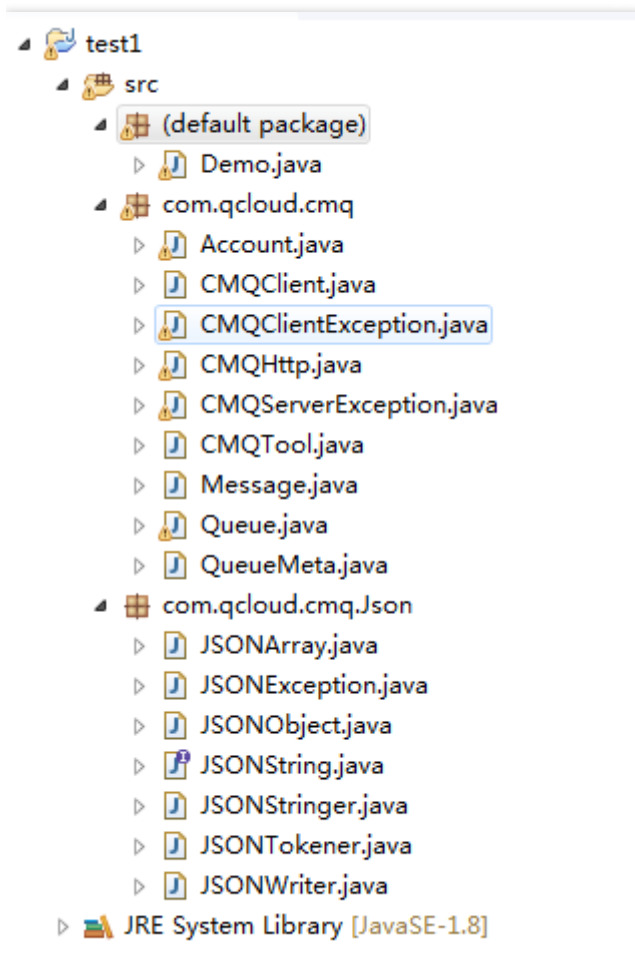 test1
src
(default package)
Demo.java
com.qcloud.cmq
Account.java
CMQClient.java
CMQClientException.java
CMQHttp.java
CMQServerException.java
CMQTool.java
Message.java
Queue.java
QueueMeta.java
com.qcloud.cmq.Json
JSONArray.java
JSONException.java
JSONObject.java
JSONString.java
JSONStringer.java
JSONTokener.java
JSONWriter.java
JRE System Library [JavaSE-1.8]